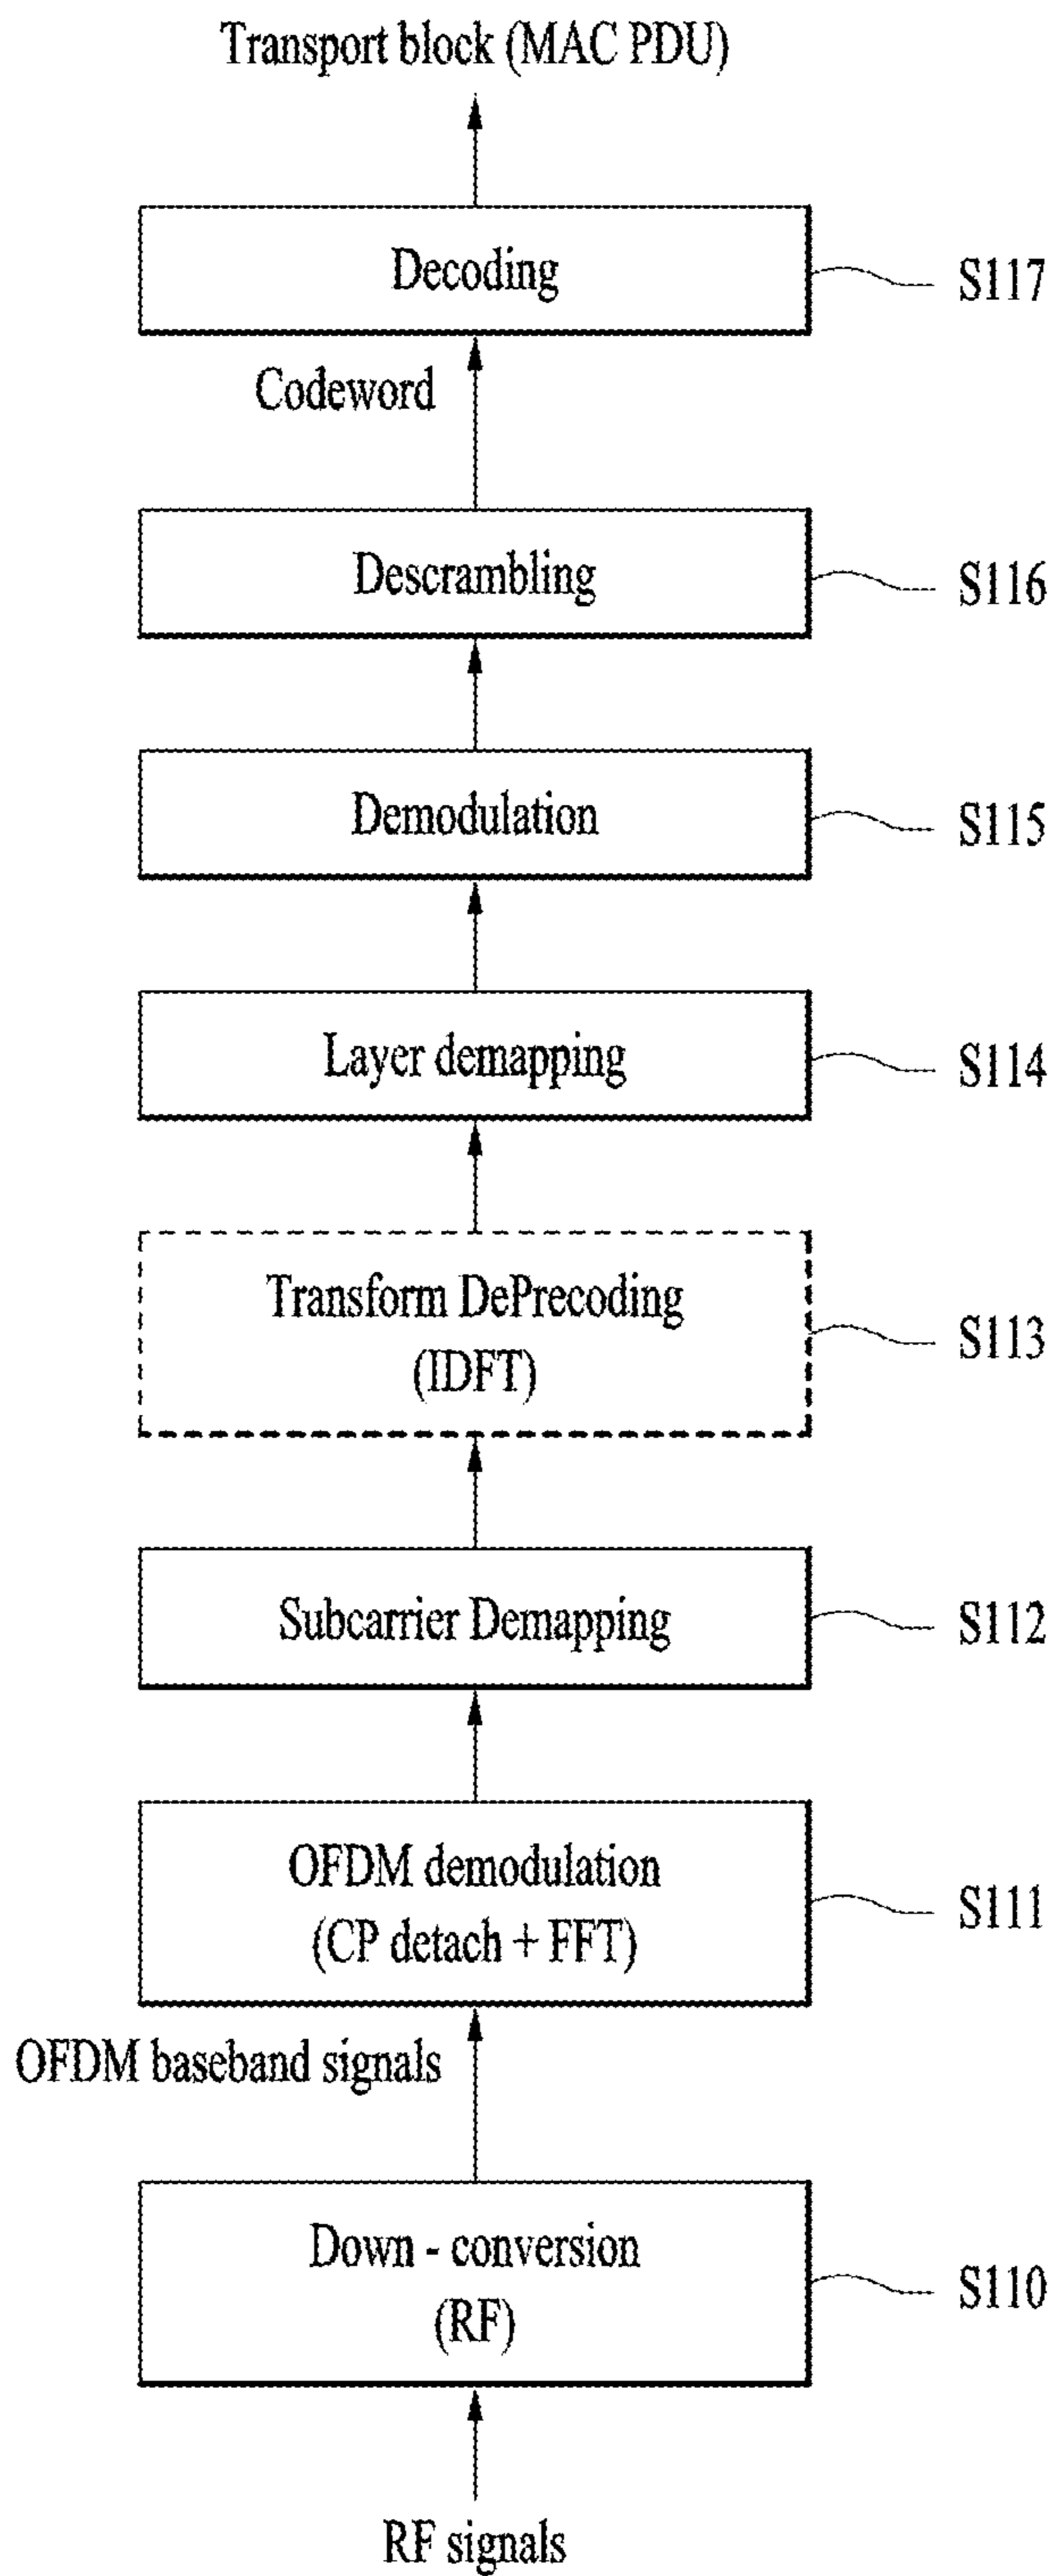 Transport block (MAC PDU)
Decoding
S117
Codeword
Descrambling
S116
Demodulation
S115
Layer demapping
S114
Transform DePrecoding
(IDFT)
S113
Subcarrier Demapping
S112
OFDM demodulation
(CP detach + FFT)
S111
OFDM baseband signals
Down - conversion
(RF)
S110
RF signals